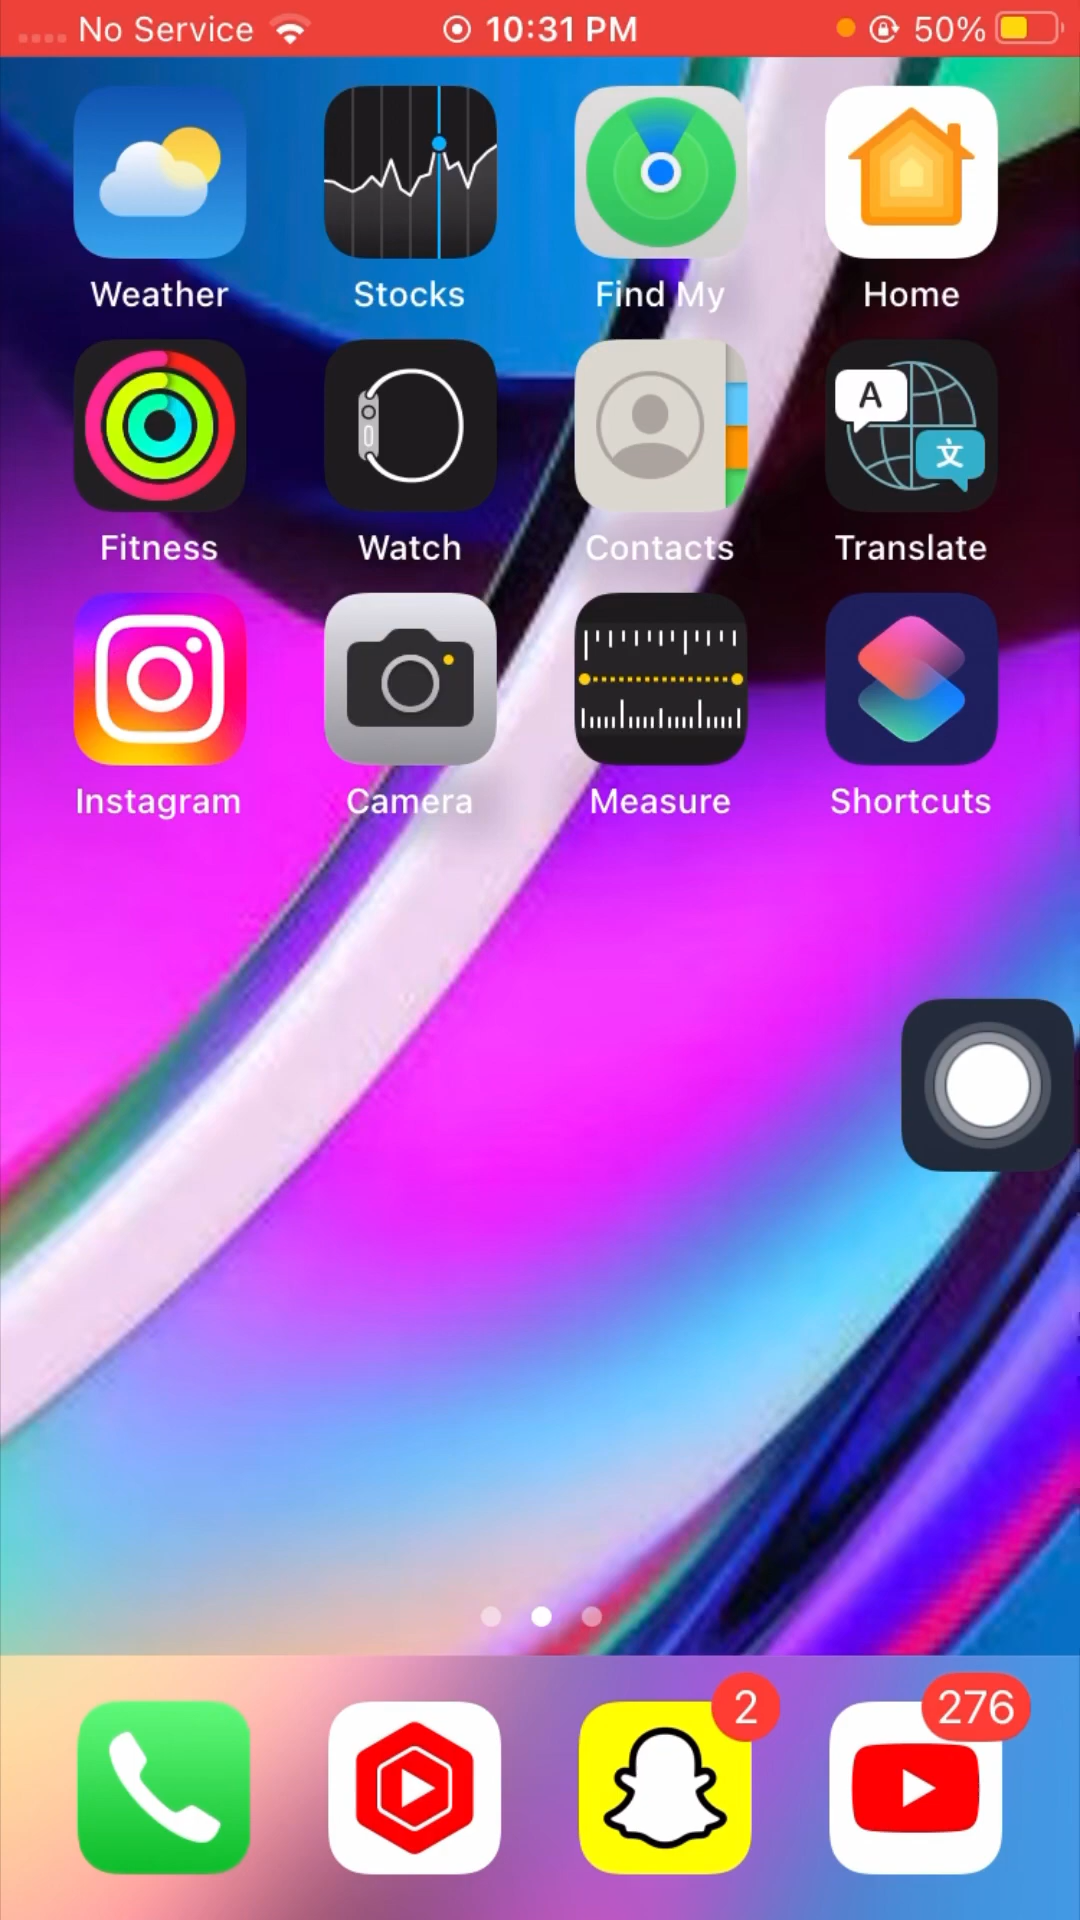 No Service 10:31 PM 50%
Weather Stocks Find My Home
A 文
Fitness Watch Contacts Translate
Instagram Camera Measure Shortcuts
2 276